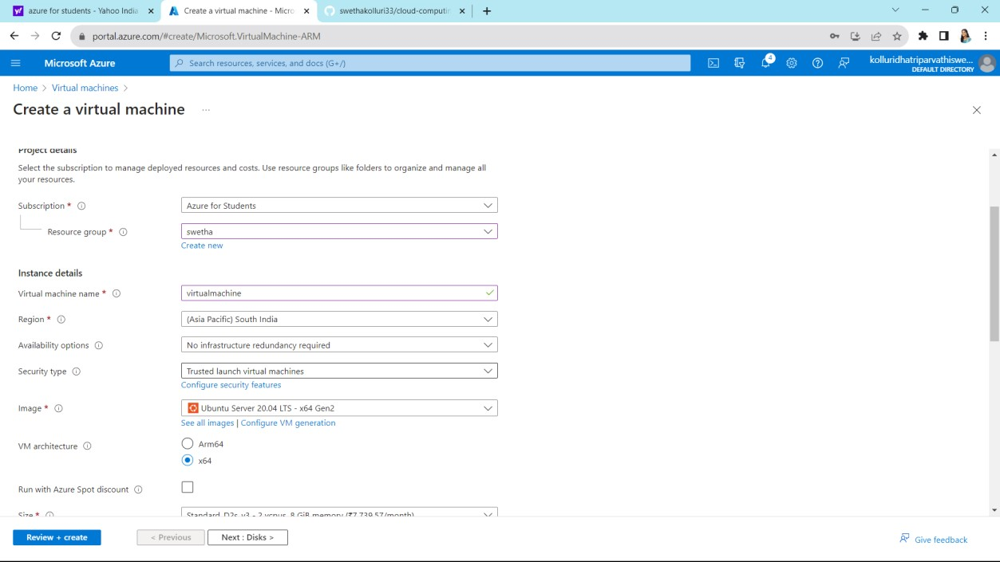 azure for students - Yahoo India
Create a virtual machine - Micro
swethakolluri33/cloud-computin
portal.azure.com/#create/Microsoft.VirtualMachine-ARM
Microsoft Azure
Search resources, services, and docs (G+/)
4
kolluridhatriparvathiswe...
DEFAULT DIRECTORY
Home > Virtual machines >
Create a virtual machine ...
Project details
Select the subscription to manage deployed resources and costs. Use resource groups like folders to organize and manage all
your resources.
Subscription *
Azure for Students
Resource group *
swetha
Create new
Instance details
Virtual machine name *
virtualmachine
Region *
(Asia Pacific) South India
Availability options
No infrastructure redundancy required
Security type
Trusted launch virtual machines
Configure security features
Image *
Ubuntu Server 20.04 LTS - x64 Gen2
See all images | Configure VM generation
VM architecture
Arm64
x64
Run with Azure Spot discount
Size *
Standard_D2s_v3 - 2 vcpus, 8 GiB memory (₹7,739.57/month)
Review + create
< Previous
Next : Disks >
Give feedback